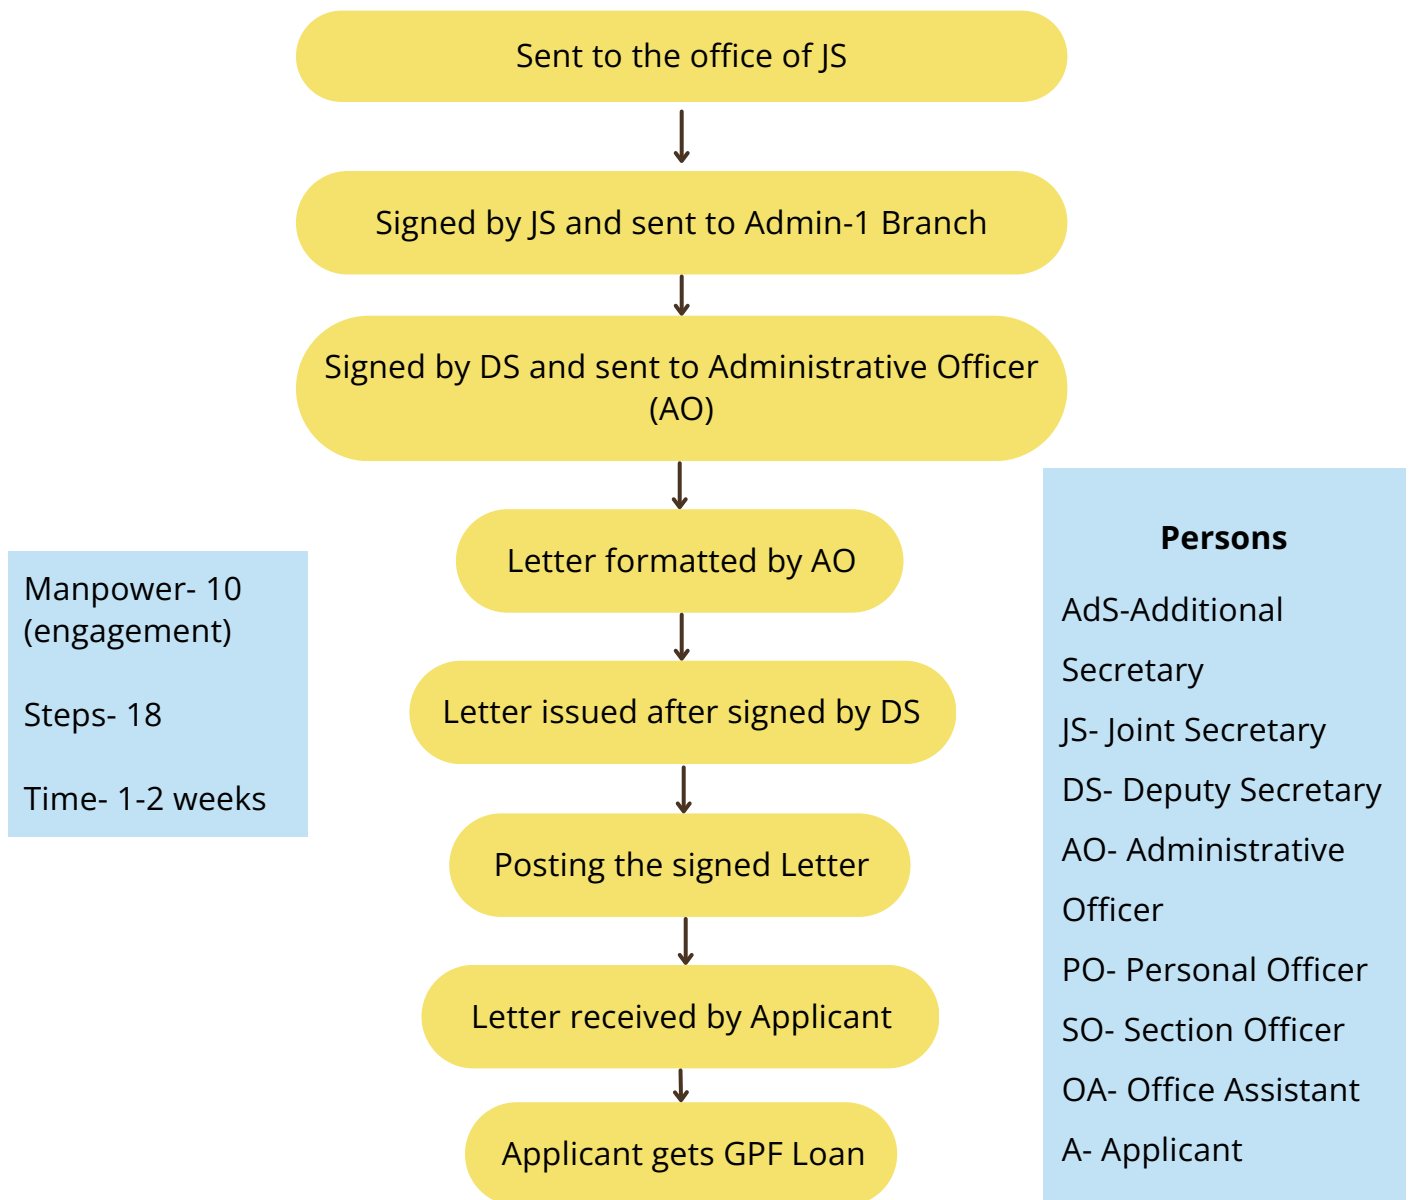 Sent to the office of JS
Signed by JS and sent to Admin-1 Branch
Signed by DS and sent to Administrative Officer
(AO)
Letter formatted by AO
Letter issued after signed by DS
Posting the signed Letter
Letter received by Applicant
Applicant gets GPF Loan
Manpower- 10
(engagement)
Steps- 18
Time- 1-2 weeks
Persons
AdS-Additional
Secretary
JS- Joint Secretary
DS- Deputy Secretary
AO- Administrative
Officer
PO- Personal Officer
SO- Section Officer
OA- Office Assistant
A- Applicant